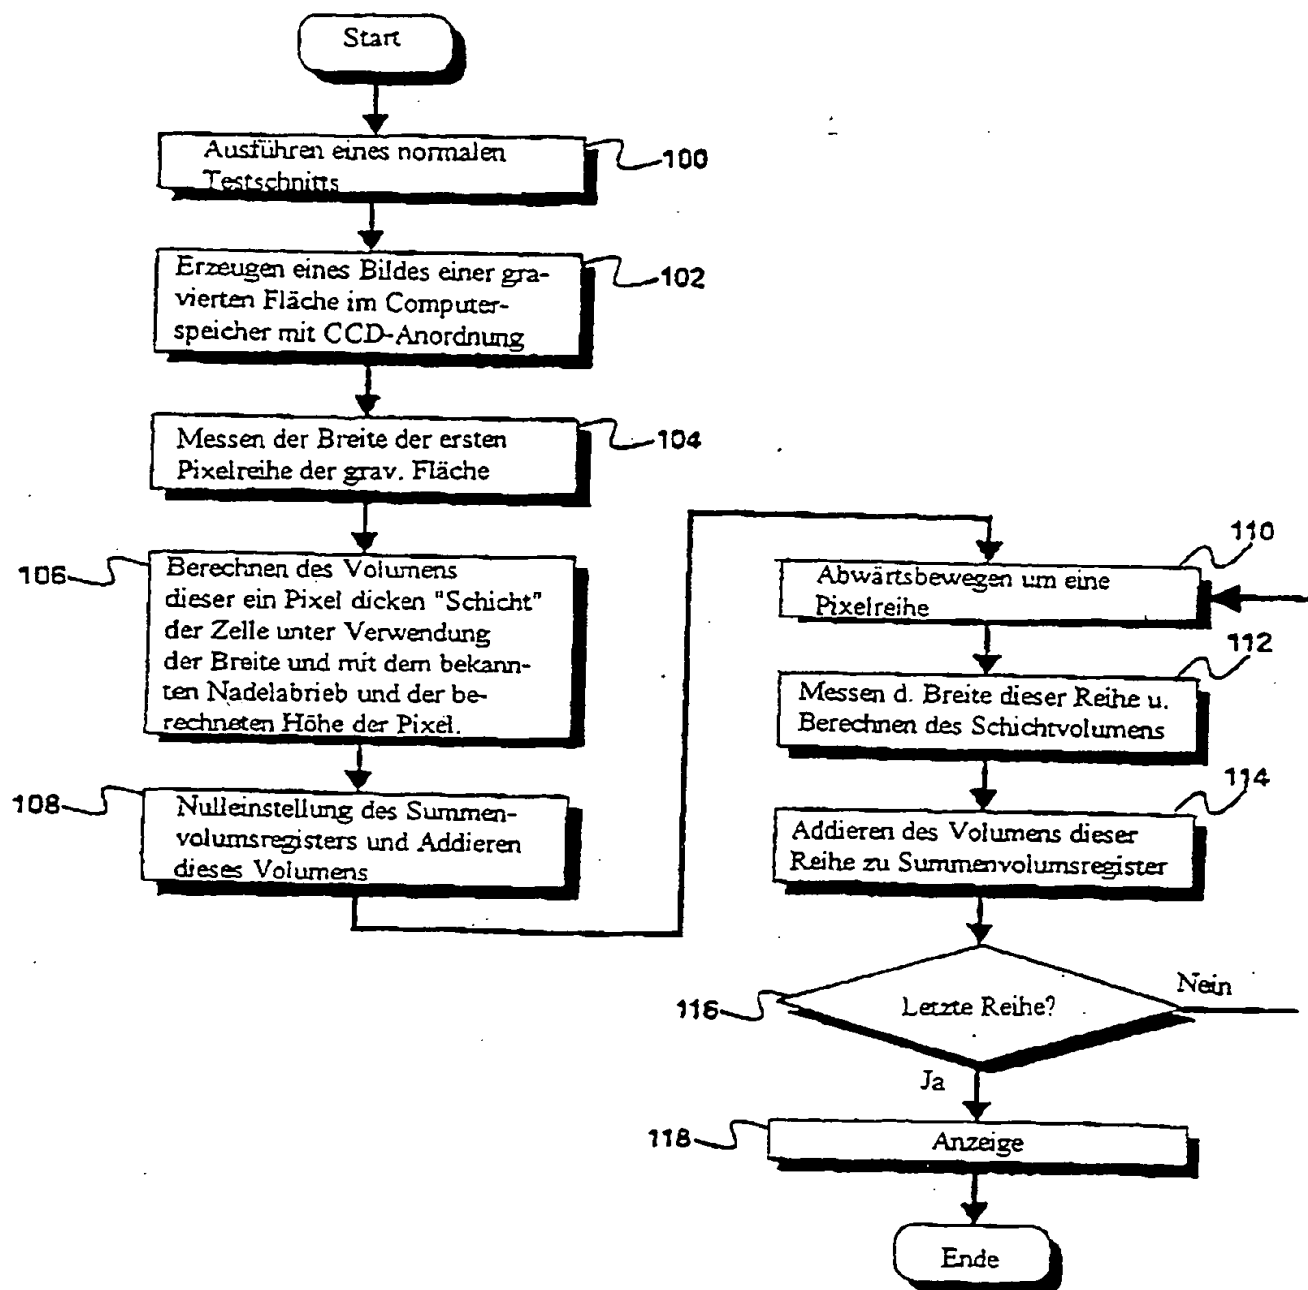 Start
Ausführen eines normalen
Testschnitts
100
Erzeugen eines Bildes einer gra-
vierten Fläche im Computer-
speicher mit CCD-Anordnung
102
Messen der Breite der ersten
Pixelreihe der grav. Fläche
104
106
Berechnen des Volumens
dieser ein Pixel dicken "Schicht"
der Zelle unter Verwendung
der Breite und mit dem bekann-
ten Nadelabrieb und der be-
rechneten Höhe der Pixel.
108
Nulleinstellung des Summen-
volumsregisters und Addieren
dieses Volumens
110
Abwärtsbewegen um eine
Pixelreihe
112
Messen d. Breite dieser Reihe u.
Berechnen des Schichtvolumens
114
Addieren des Volumens dieser
Reihe zu Summenvolumsregister
116
Letzte Reihe?
Nein
Ja
118
Anzeige
Ende